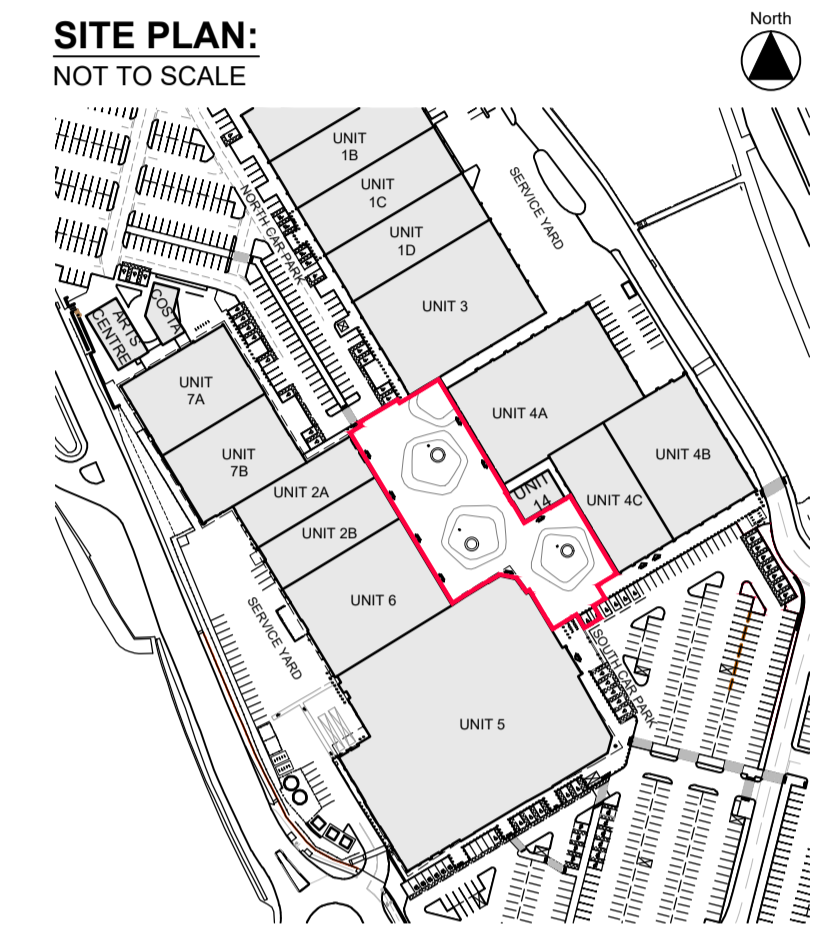 SITE PLAN:
NOT TO SCALE
North
UNIT
1B
UNIT
1C
UNIT
1D
UNIT 3
SERVICE YARD
NORTH CAR PARK
COSTA
ARTS
CENTRE
UNIT
7A
UNIT
7B
UNIT 2A
UNIT 2B
UNIT 6
UNIT 4A
UNIT 4B
UNIT
14
UNIT 4C
SERVICE YARD
SOUTH CAR PARK
UNIT 5